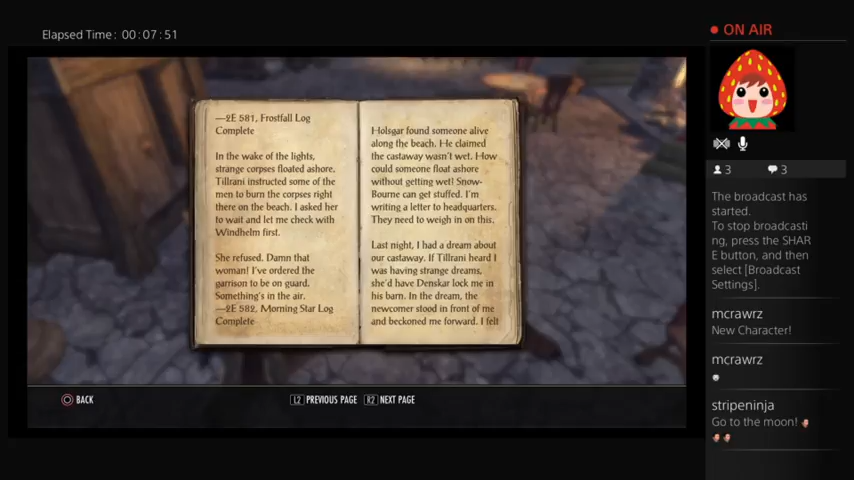 Elapsed Time: 00:07:51
ON AIR
—2E 581, Frostfall Log
Complete
In the wake of the lights,
strange corpses floated ashore.
Tillrani instructed some of the
men to burn the corpses right
there on the beach. I asked her
to wait and let me check with
Windhelm first.
She refused. Damn that
woman! I've ordered the
garrison to be on guard.
Something's in the air.
—2E 582, Morning Star Log
Complete
Holsgar found someone alive
along the beach. He claimed
the castaway wasn't wet. How
could someone float ashore
without getting wet? Snow-
Bourne can get stuffed. I'm
writing a letter to headquarters.
They need to weigh in on this.
Last night, I had a dream about
our castaway. If Tillrani heard I
was having strange dreams,
she'd have Denskar lock me in
his barn. In the dream, the
newcomer stood in front of me
and beckoned me forward. I felt
BACK
L2 PREVIOUS PAGE R2 NEXT PAGE
3 3
The broadcast has
started.
To stop broadcasti
ng, press the SHAR
E button, and then
select [Broadcast
Settings].
mcrawrz
New Character!
mcrawrz
stripeninja
Go to the moon!